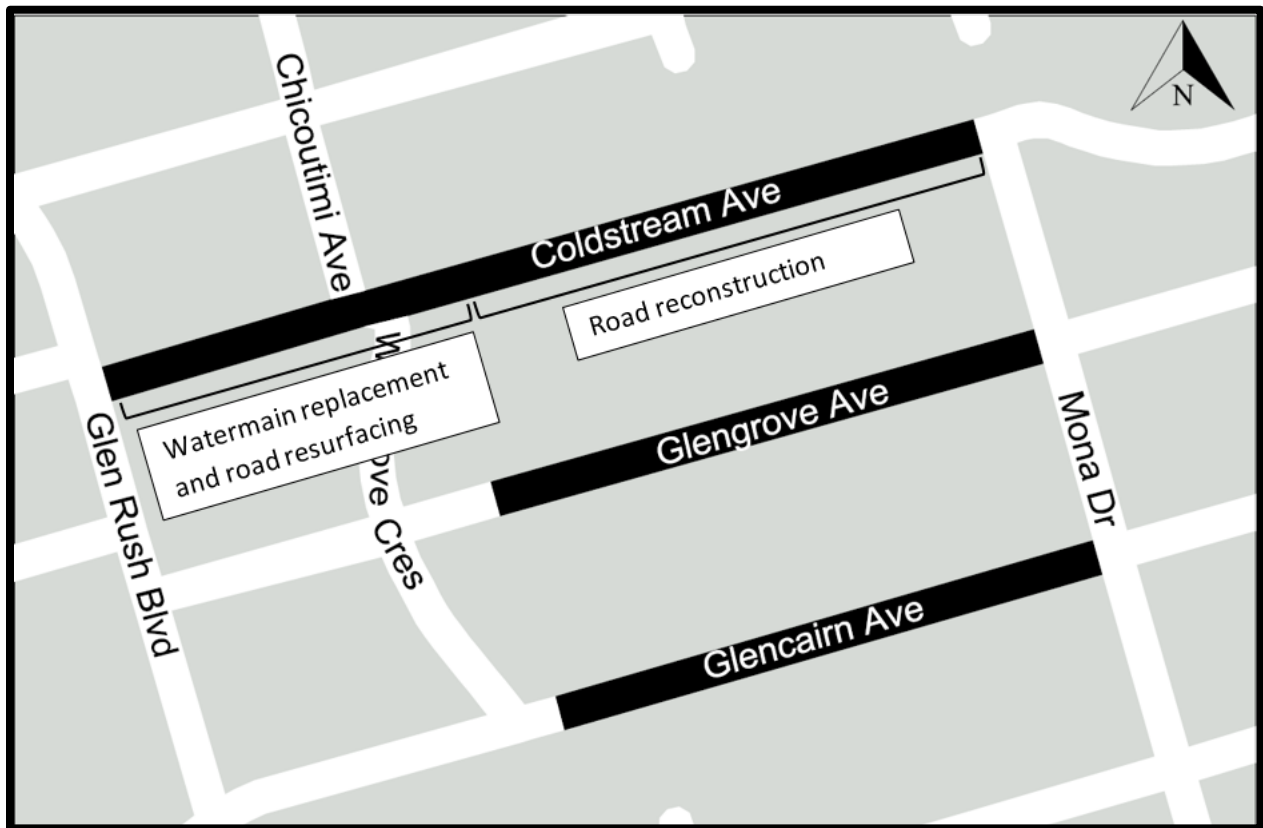 Chicoutimi Ave
N
Coldstream Ave
Road reconstruction
Watermain replacement
and road resurfacing
Glengrove Ave
Glen Rush Blvd
Mona Dr
Cres
Glencairn Ave